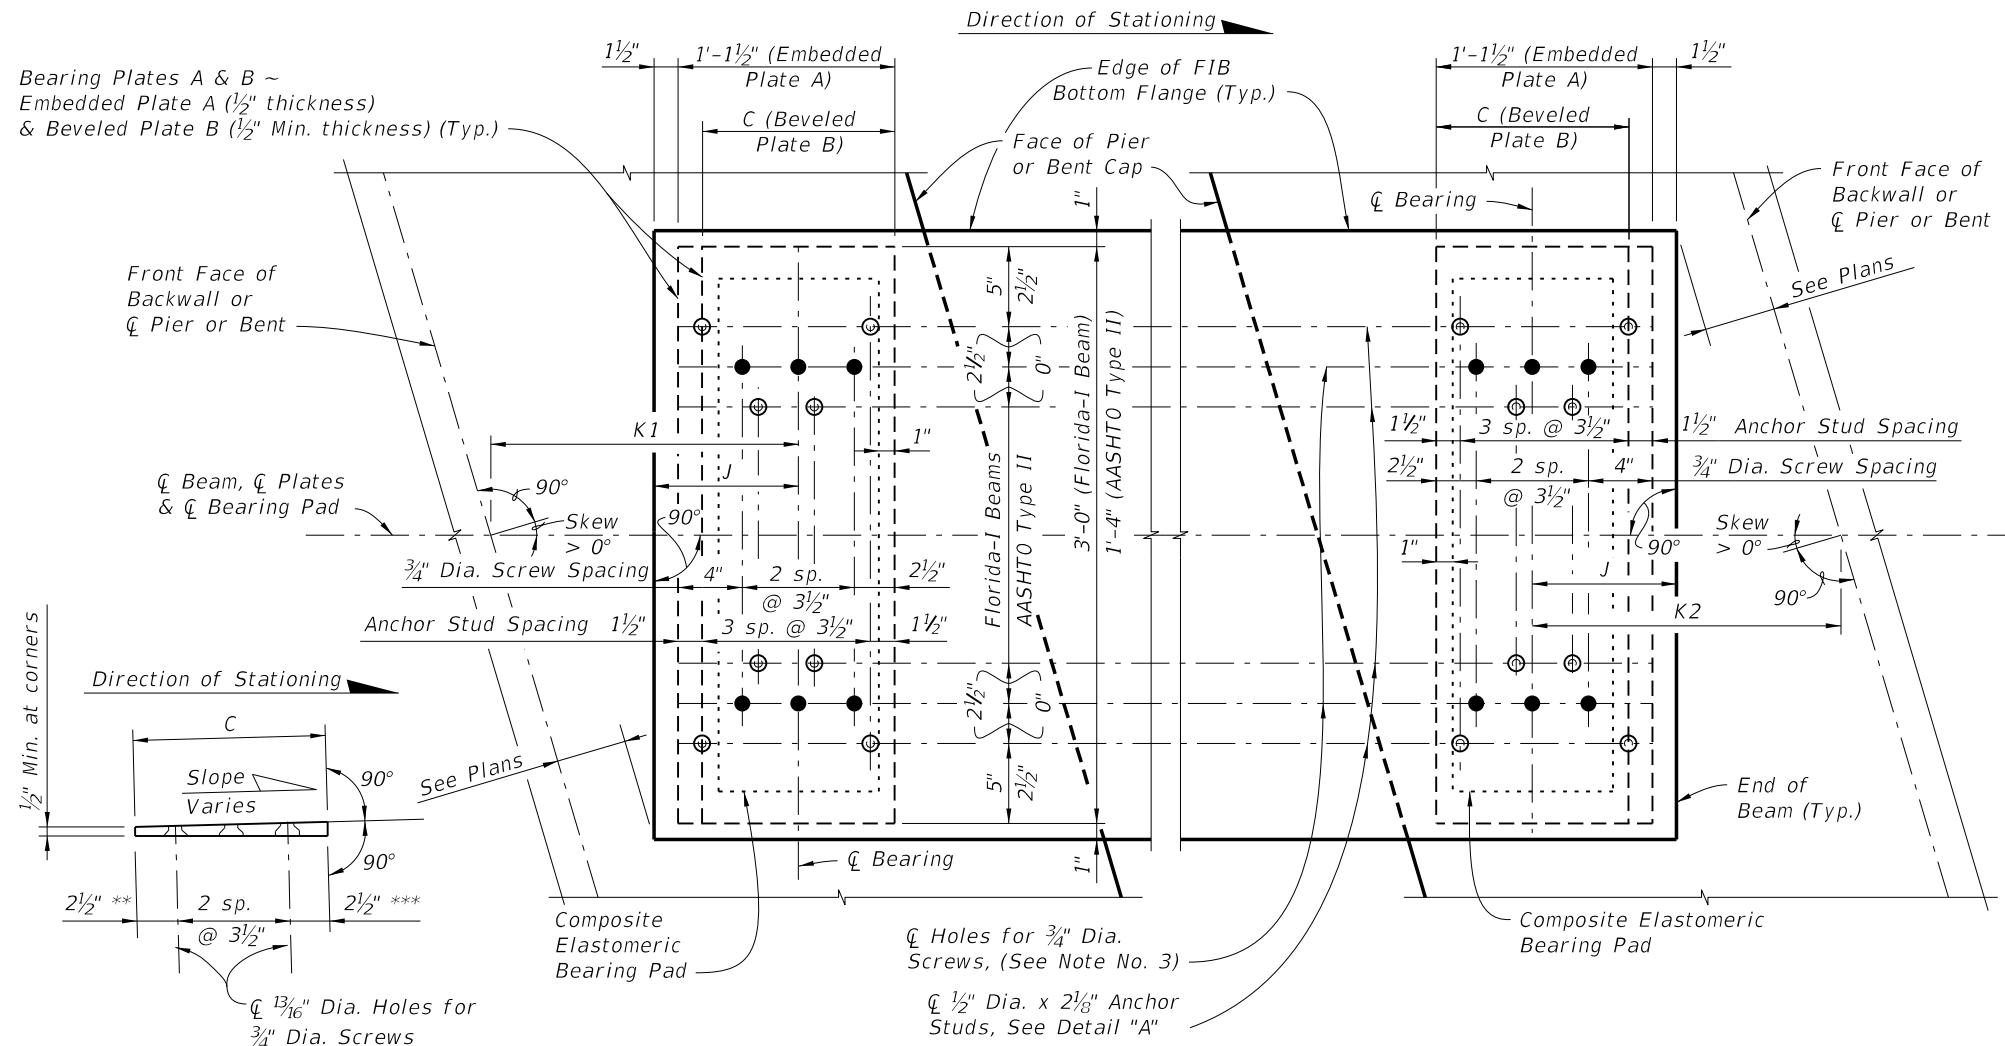 Direction of Stationing
1½"
1'-1½" (Embedded
Plate A)
Edge of FIB
Bottom Flange (Typ.)
1'-1½" (Embedded
Plate A)
1½"
Bearing Plates A & B ~
Embedded Plate A (½" thickness)
& Beveled Plate B (½" Min. thickness) (Typ.)
C (Beveled
Plate B)
Face of Pier
or Bent Cap
C (Beveled
Plate B)
Front Face of
Backwall or
℄ Pier or Bent
1"
℄ Bearing
See Plans
Front Face of
Backwall or
℄ Pier or Bent
5"
2½"
2½"
0"
3'-0" (Florida-I Beam)
1'-4" (AASHTO Type II)
Florida-I Beams
AASHTO Type II
K1
1"
J
1½"
3 sp. @ 3½"
1½" Anchor Stud Spacing
2½"
2 sp.
@ 3½"
4"
¾" Dia. Screw Spacing
℄ Beam, ℄ Plates
& ℄ Bearing Pad
90°
Skew
> 0°
90°
1"
90°
Skew
> 0°
90°
J
K2
¾" Dia. Screw Spacing
4"
2 sp.
@ 3½"
2½"
Anchor Stud Spacing 1½"
3 sp. @ 3½"
1½"
2½"
0"
5"
2½"
1"
Direction of Stationing
½" Min. at corners
C
Slope
Varies
90°
90°
See Plans
2½" **
2 sp.
@ 3½"
2½" ***
℄ 13/16" Dia. Holes for
¾" Dia. Screws
℄ Bearing
Composite
Elastomeric
Bearing Pad
℄ Holes for ¾" Dia.
Screws, (See Note No. 3)
℄ ½" Dia. x 2⅛" Anchor
Studs, See Detail "A"
End of
Beam (Typ.)
Composite Elastomeric
Bearing Pad